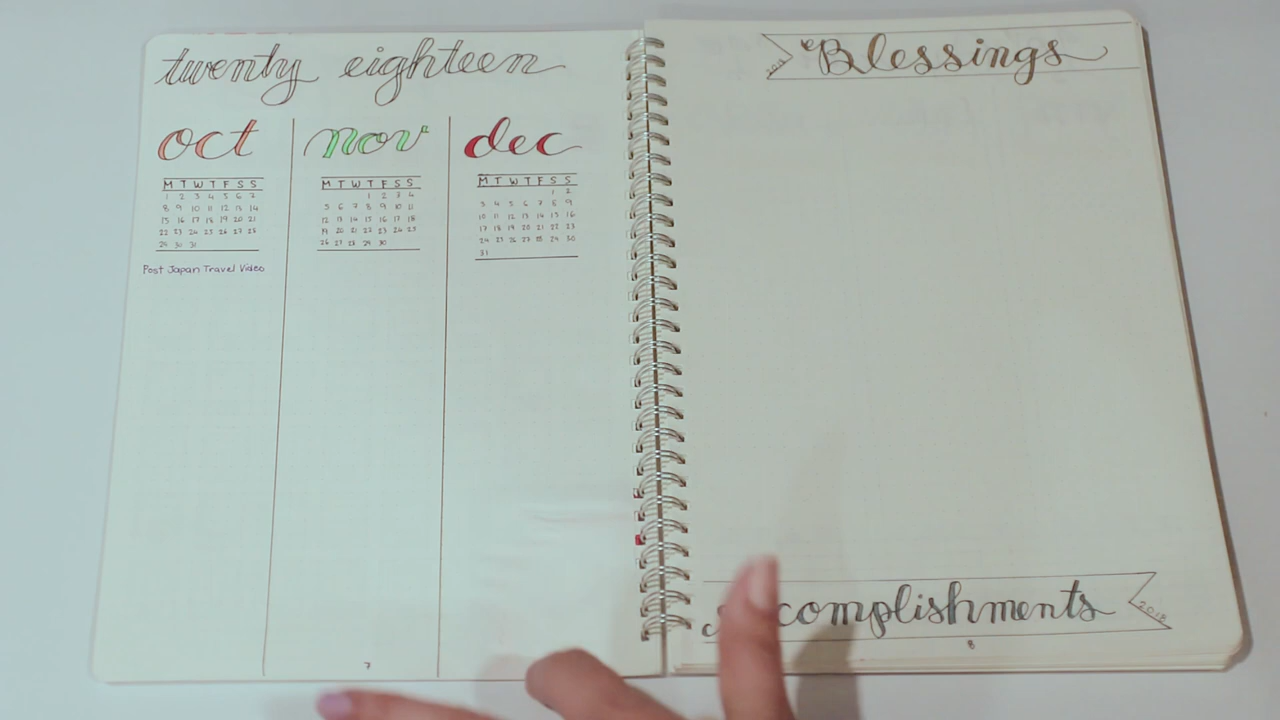 twenty eighteen
oct
M T W T F S S
1 2 3 4 5 6 7
8 9 10 11 12 13 14
15 16 17 18 19 20 21
22 23 24 25 26 27 28
29 30 31
Post Japan Travel Video
nov
M T W T F S S
1 2 3 4
5 6 7 8 9 10 11
12 13 14 15 16 17 18
19 20 21 22 23 24 25
26 27 28 29 30
dec
M T W T F S S
1 2
3 4 5 6 7 8 9
10 11 12 13 14 15 16
17 18 19 20 21 22 23
24 25 26 27 28 29 30
31
7
Blessings
complishments
2018
8